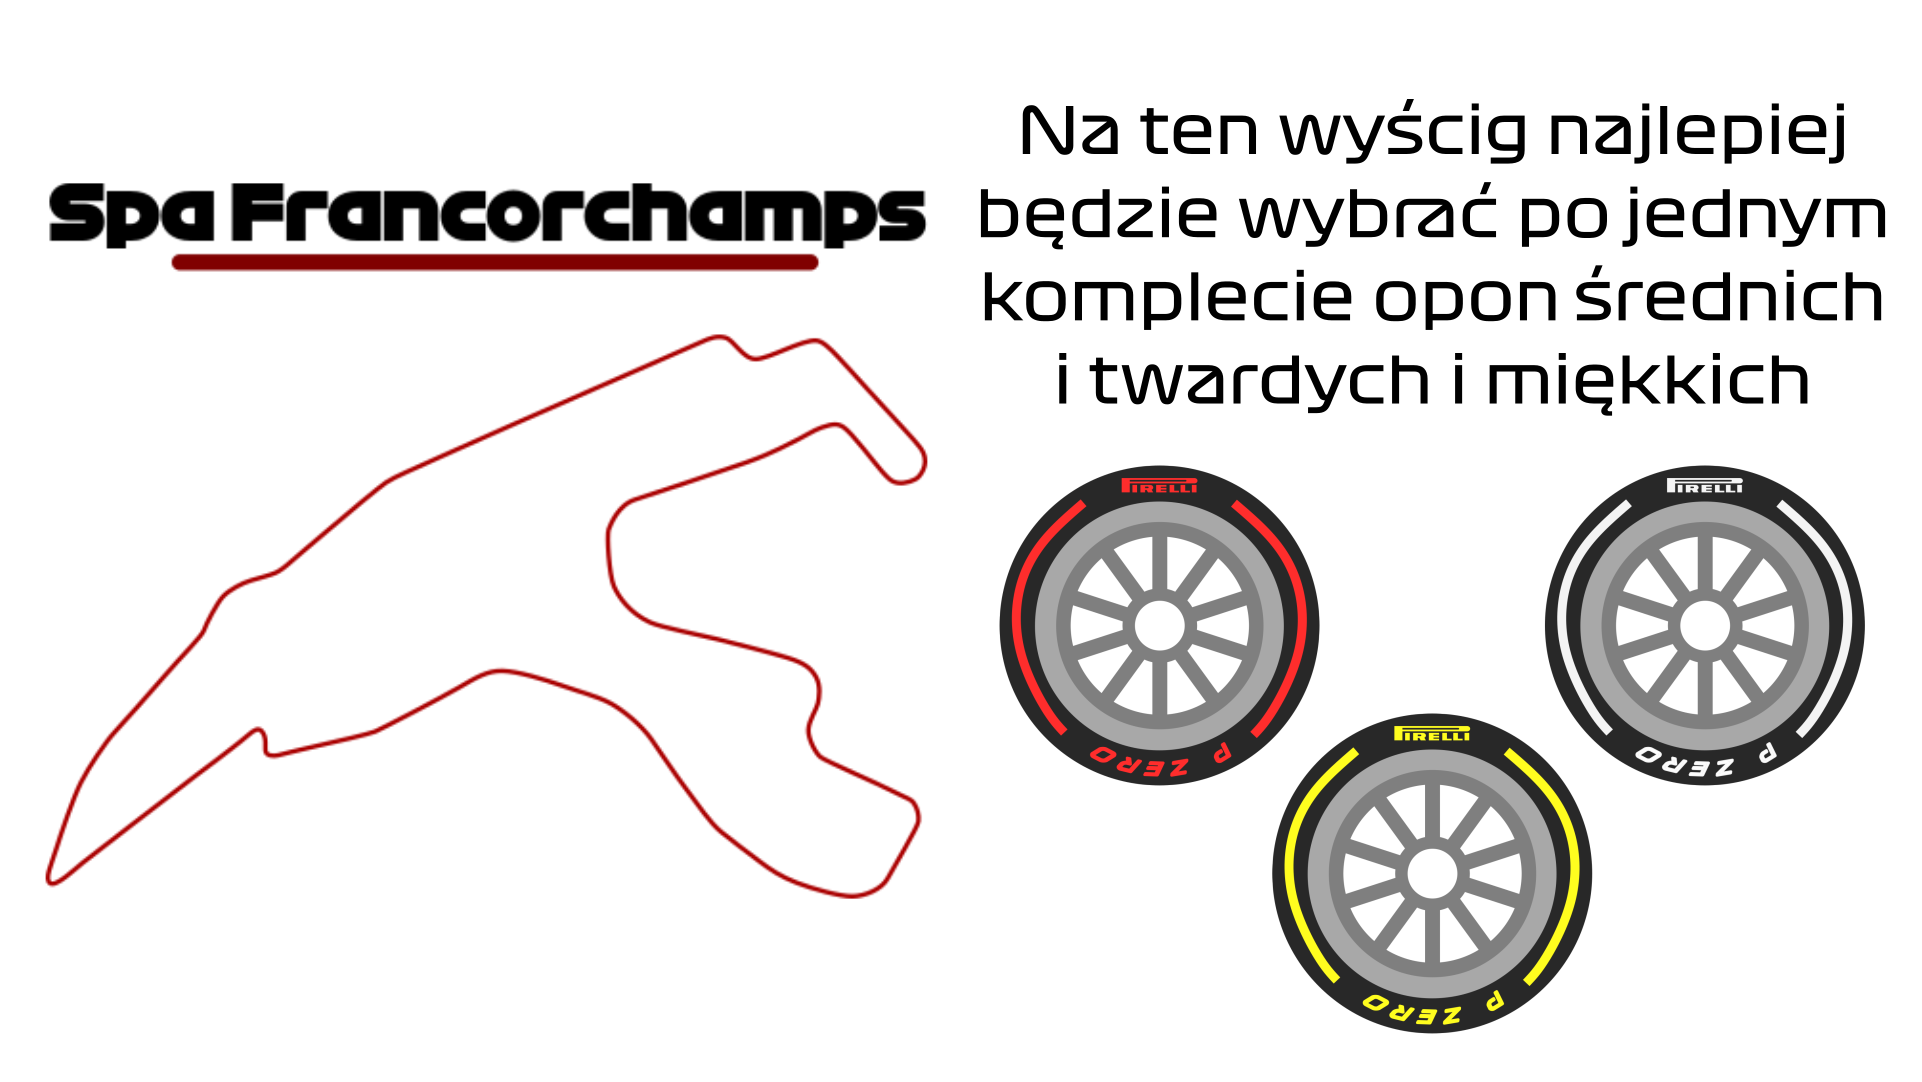 Spa Francorchamps
Na ten wyścig najlepiej
będzie wybrać po jednym
komplecie opon średnich
i twardych i miękkich
PIRELLI
P ZERO
PIRELLI
P ZERO
PIRELLI
P ZERO